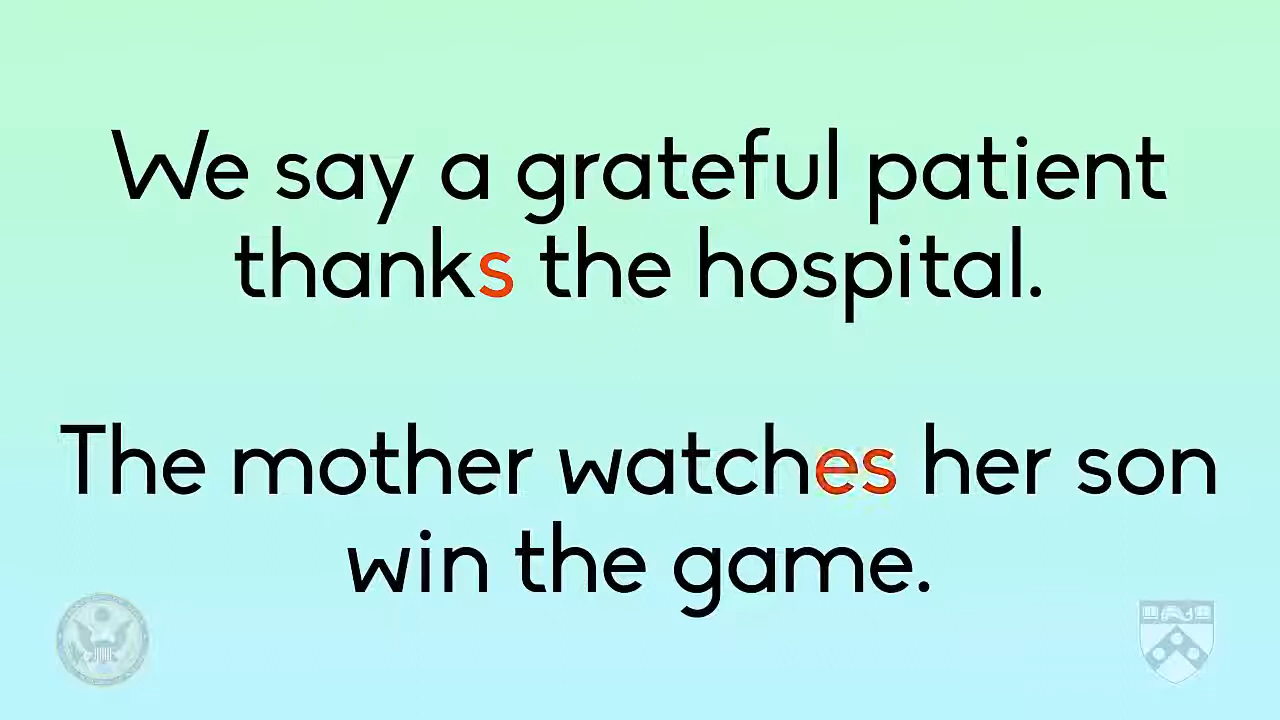 We say a grateful patient
thanks the hospital.
The mother watches her son
win the game.